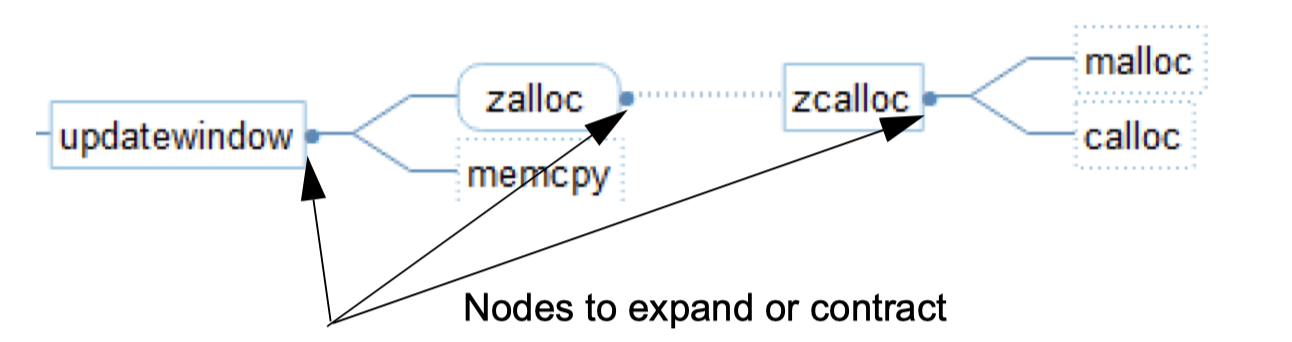 updatewindow
zalloc
memcpy
zcalloc
malloc
calloc
Nodes to expand or contract